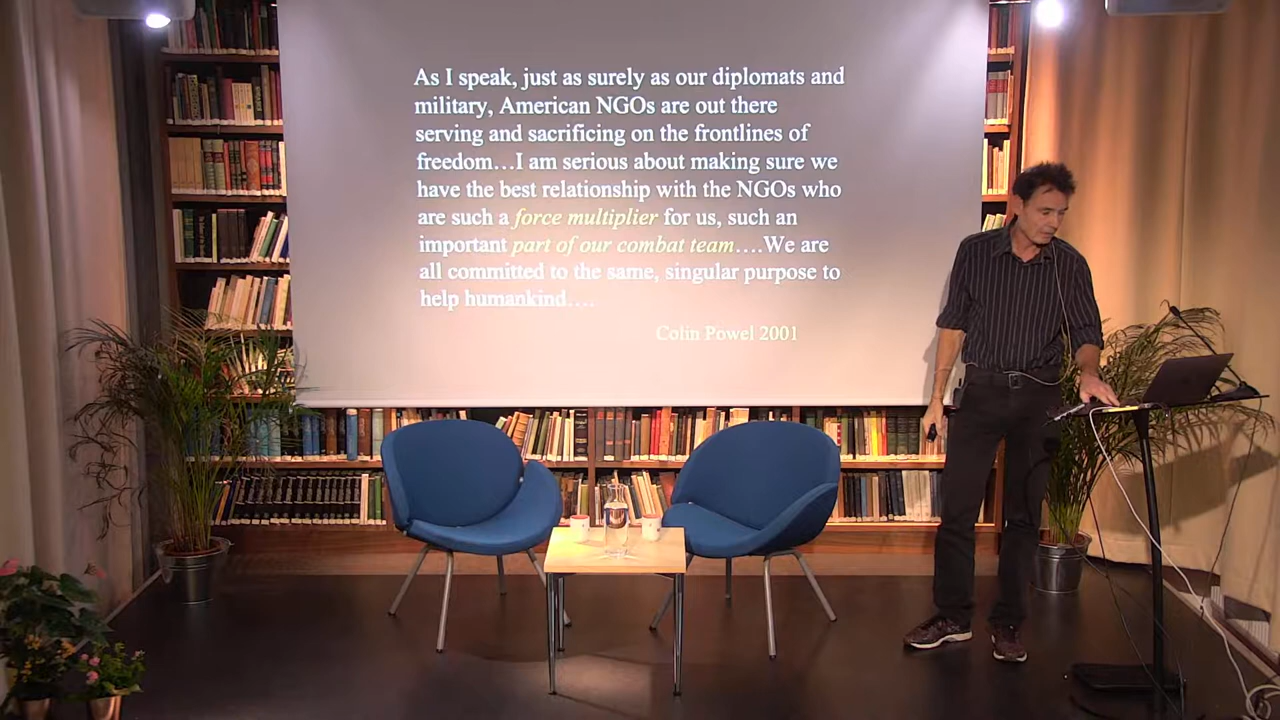 As I speak, just as surely as our diplomats and
military, American NGOs are out there
serving and sacrificing on the frontlines of
freedom…I am serious about making sure we
have the best relationship with the NGOs who
are such a force multiplier for us, such an
important part of our combat team….We are
all committed to the same, singular purpose to
help humankind….
Colin Powel 2001